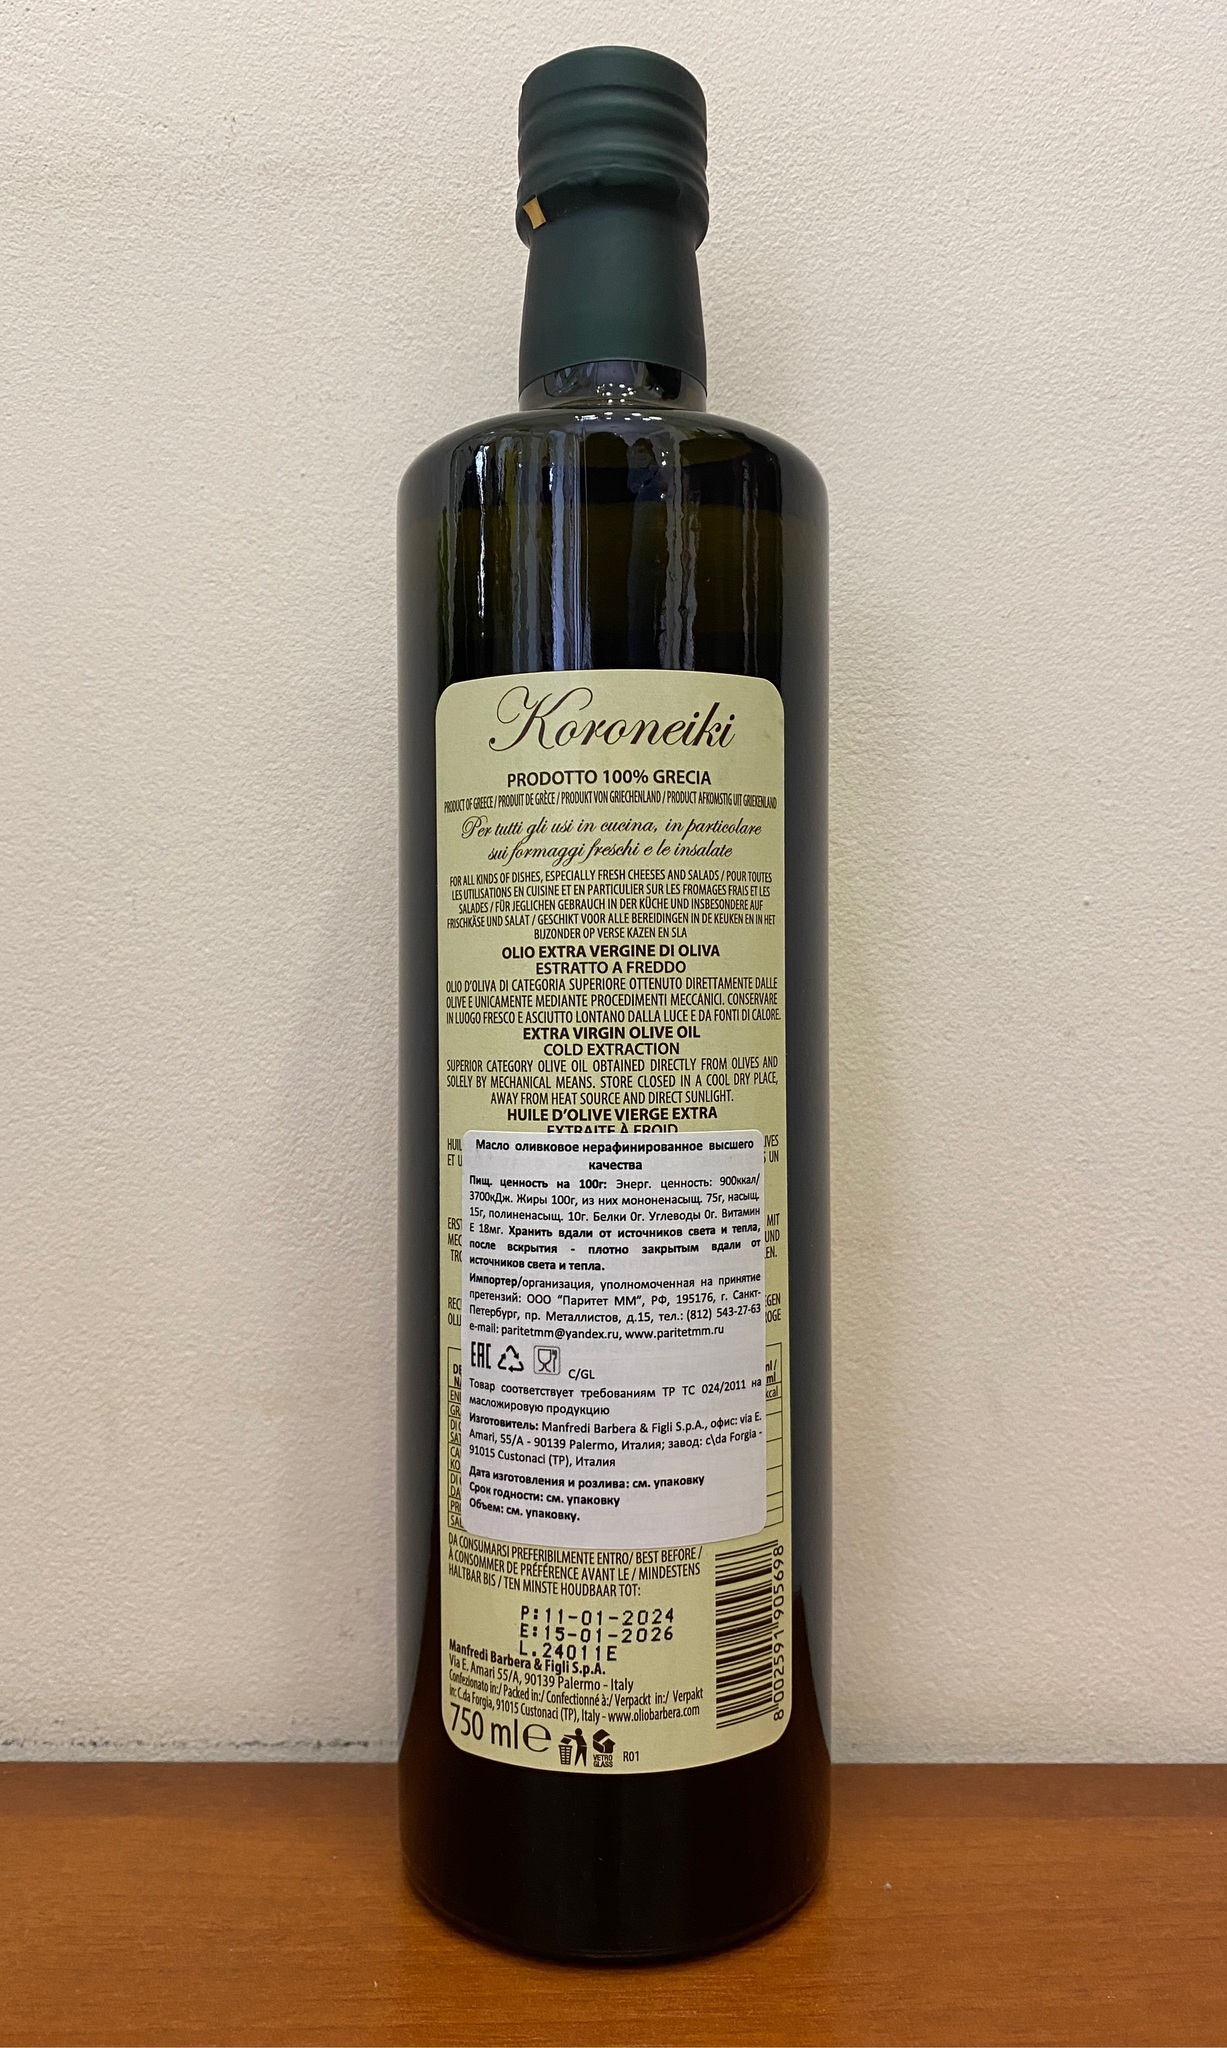 Koroneiki
PRODOTTO 100% GRECIA
PRODUCT OF GREECE / PRODUIT DE GRÈCE / PRODUKT VON GRIECHENLAND / PRODUCT AFKOMSTIG UIT GRIEKENLAND
Per tutti gli usi in cucina, in particolare
sui formaggi freschi e le insalate
FOR ALL KINDS OF DISHES, ESPECIALLY FRESH CHEESES AND SALADS / POUR TOUTES
LES UTILISATIONS EN CUISINE ET EN PARTICULIER SUR LES FROMAGES FRAIS ET LES
SALADES / FÜR JEGLICHEN GEBRAUCH IN DER KÜCHE UND INSBESONDERE AUF
FRISCHKÄSE UND SALAT / GESCHIKT VOOR ALLE BEREIDINGEN IN DE KEUKEN EN IN HET
BIJZONDER OP VERSE KAZEN EN SLA
OLIO EXTRA VERGINE DI OLIVA
ESTRATTO A FREDDO
OLIO D'OLIVA DI CATEGORIA SUPERIORE OTTENUTO DIRETTAMENTE DALLE
OLIVE E UNICAMENTE MEDIANTE PROCEDIMENTI MECCANICI. CONSERVARE
IN LUOGO FRESCO E ASCIUTTO LONTANO DALLA LUCE E DA FONTI DI CALORE.
EXTRA VIRGIN OLIVE OIL
COLD EXTRACTION
SUPERIOR CATEGORY OLIVE OIL OBTAINED DIRECTLY FROM OLIVES AND
SOLELY BY MECHANICAL MEANS. STORE CLOSED IN A COOL DRY PLACE,
AWAY FROM HEAT SOURCE AND DIRECT SUNLIGHT.
HUILE D'OLIVE VIERGE EXTRA
EXTRAITE À FROID
Масло оливковое нерафинированное высшего
качества
Пищ. ценность на 100г: Энерг. ценность: 900ккал/
3700кДж. Жиры 100г, из них мононенасыщ. 75г, насыщ.
15г, полиненасыщ. 10г. Белки 0г. Углеводы 0г. Витамин
Е 18мг. Хранить вдали от источников света и тепла,
после вскрытия - плотно закрытым вдали от
источников света и тепла.
Импортер/организация, уполномоченная на принятие
претензий: ООО "Паритет ММ", РФ, 195176, г. Санкт-
Петербург, пр. Металлистов, д.15, тел.: (812) 543-27-63
e-mail: paritetmm@yandex.ru, www.paritetmm.ru
EAC C/GL
Товар соответствует требованиям ТР ТС 024/2011 на
масложировую продукцию
Изготовитель: Manfredi Barbera & Figli S.p.A., офис: via E.
Amari, 55/A - 90139 Palermo, Италия; завод: c\da Forgia -
91015 Custonaci (TP), Италия
Дата изготовления и розлива: см. упаковку
Срок годности: см. упаковку
Объем: см. упаковку.
DA CONSUMARSI PREFERIBILMENTE ENTRO/ BEST BEFORE /
À CONSOMMER DE PRÉFÉRENCE AVANT LE / MINDESTENS
HALTBAR BIS / TEN MINSTE HOUDBAAR TOT:
P:11-01-2024
E:15-01-2026
L.24011E
Manfredi Barbera & Figli S.p.A.
Via E. Amari 55/A, 90139 Palermo - Italy
Confezionato in:/ Packed in:/ Confectionné à:/ Verpackt in:/ Verpakt
in: C.da Forgia, 91015 Custonaci (TP), Italy - www.oliobarbera.com
8 002591 905698
750 ml e
VETRO
GLASS
R01